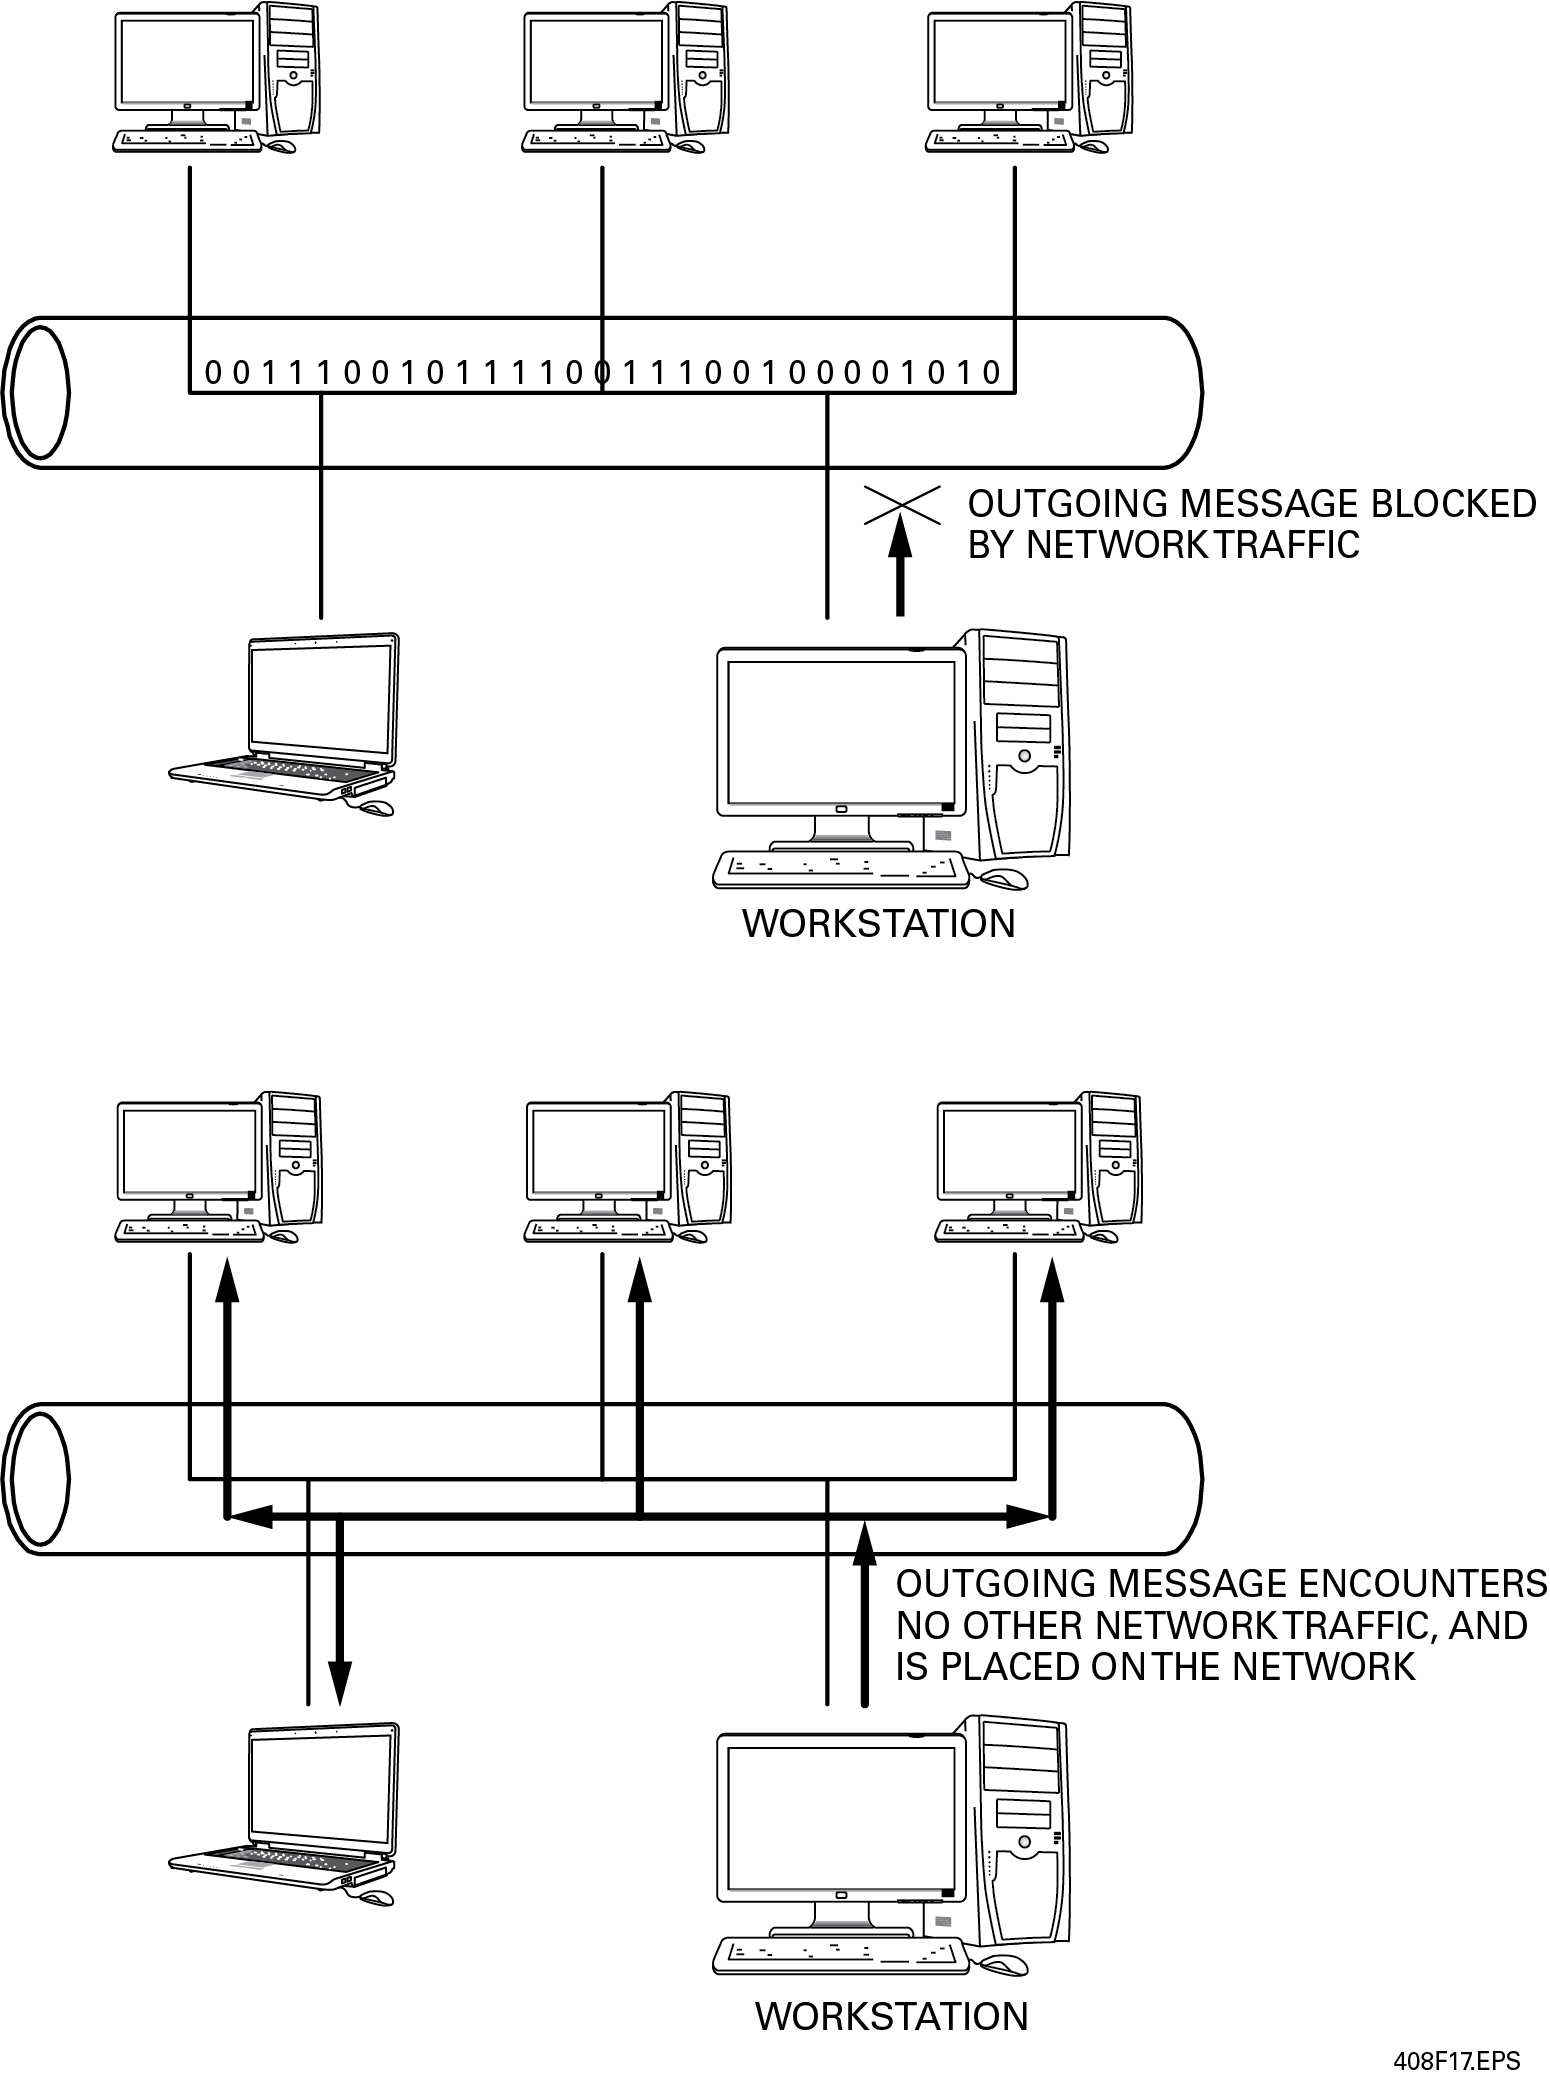 0 0 1 1 1 0 0 1 0 1 1 1 1 0 0 1 1 1 0 0 1 0 0 0 0 1 0 1 0
OUTGOING MESSAGE BLOCKED
BY NETWORK TRAFFIC
WORKSTATION
OUTGOING MESSAGE ENCOUNTERS
NO OTHER NETWORK TRAFFIC, AND
IS PLACED ON THE NETWORK
WORKSTATION
408F17.EPS